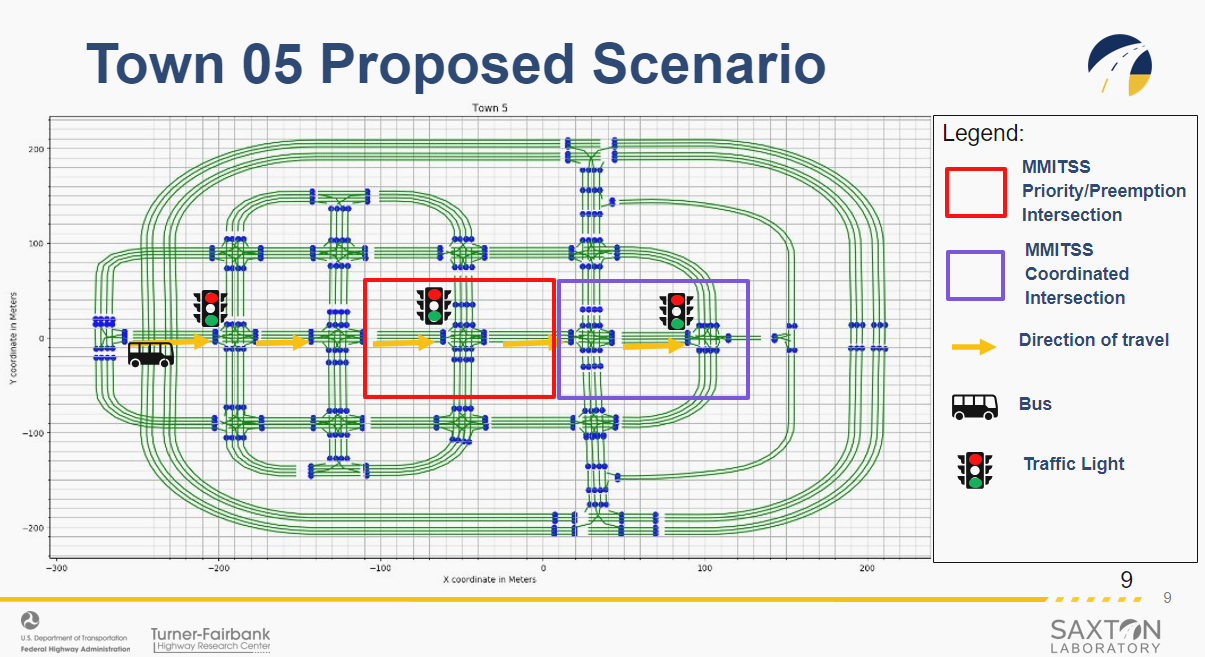 Town 05 Proposed Scenario
Town 5
Y coordinate in Meters
200
100
0
−100
−200
−300
−200
−100
0
100
200
X coordinate in Meters
Legend:
MMITSS
Priority/Preemption
Intersection
MMITSS
Coordinated
Intersection
Direction of travel
Bus
Traffic Light
9
9
U.S. Department of Transportation
Federal Highway Administration
Turner-Fairbank
Highway Research Center
SAXTON
LABORATORY